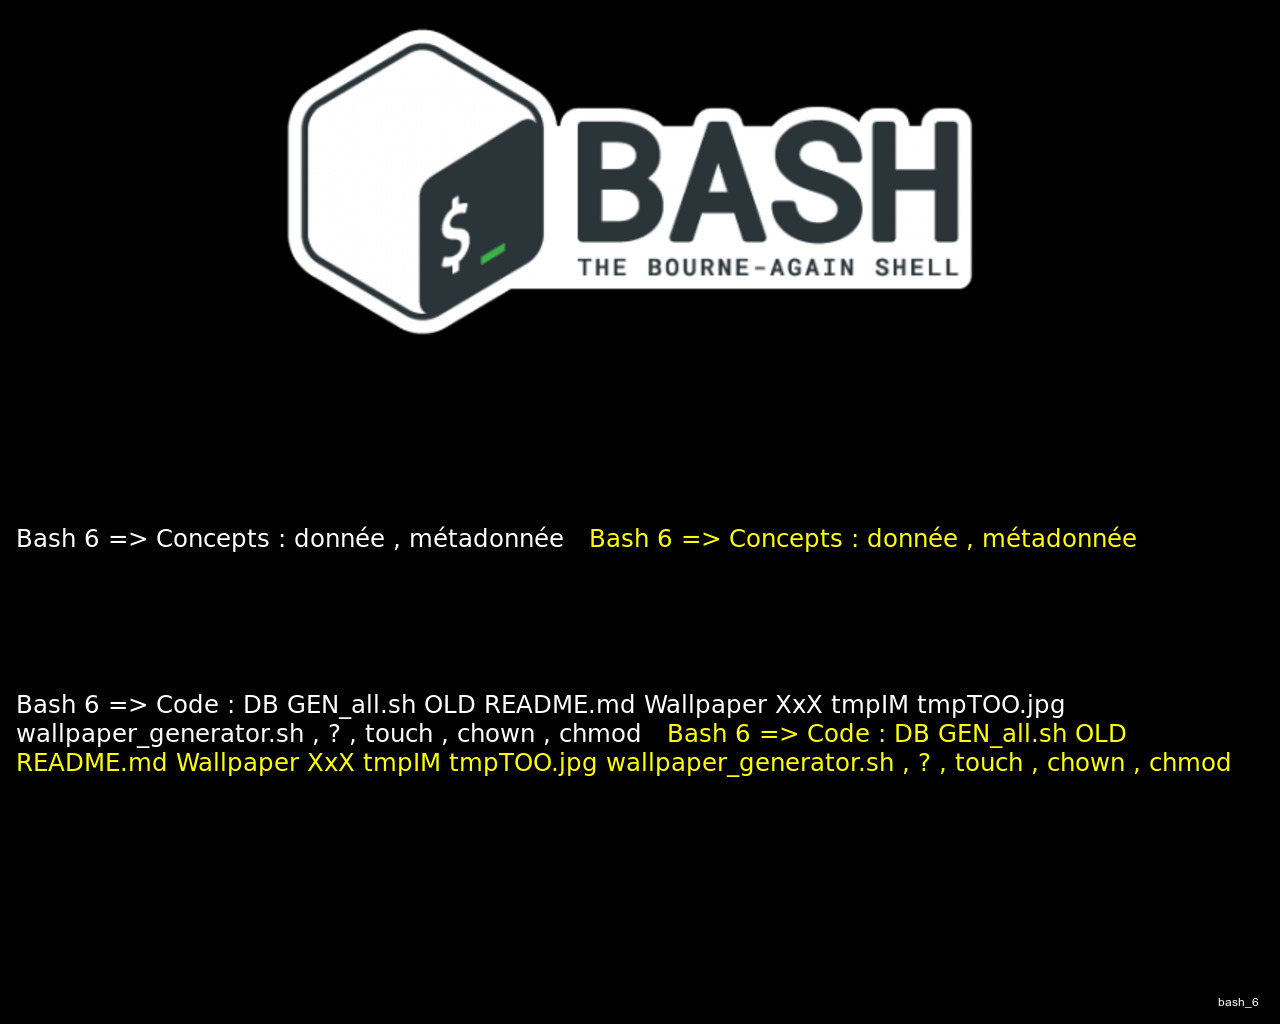 $_
BASH
THE BOURNE-AGAIN SHELL
Bash 6 => Concepts : donnée , métadonnée Bash 6 => Concepts : donnée , métadonnée
Bash 6 => Code : DB GEN_all.sh OLD README.md Wallpaper XxX tmpIM tmpTOO.jpg
wallpaper_generator.sh , ? , touch , chown , chmod Bash 6 => Code : DB GEN_all.sh OLD
README.md Wallpaper XxX tmpIM tmpTOO.jpg wallpaper_generator.sh , ? , touch , chown , chmod
bash_6